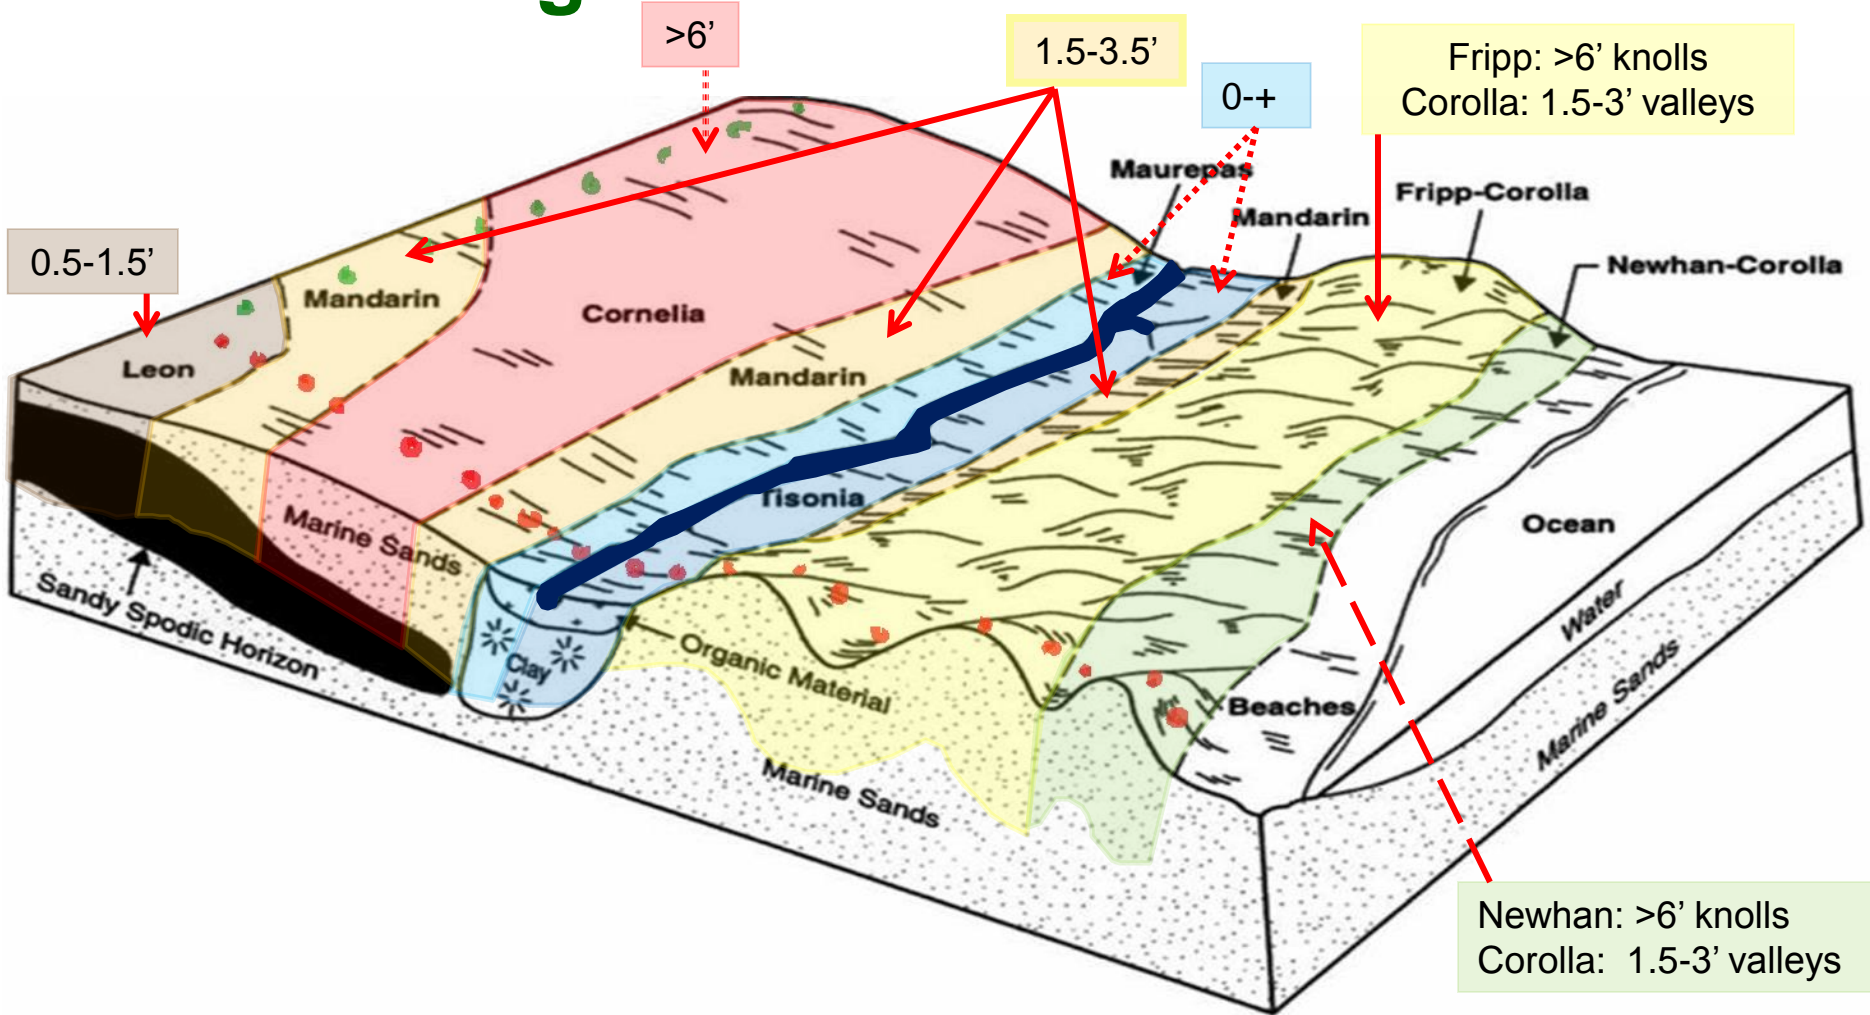 g
>6’
1.5-3.5’
0-+
Fripp: >6’ knolls
Corolla: 1.5-3’ valleys
Maurepas
Mandarin
Fripp-Corolla
Newhan-Corolla
0.5-1.5’
Leon
Mandarin
Cornelia
Mandarin
Tisonia
Ocean
Marine Sands
Sandy Spodic Horizon
Clay
Organic Material
Marine Sands
Beaches
Water
Marine Sands
Newhan: >6’ knolls
Corolla: 1.5-3’ valleys